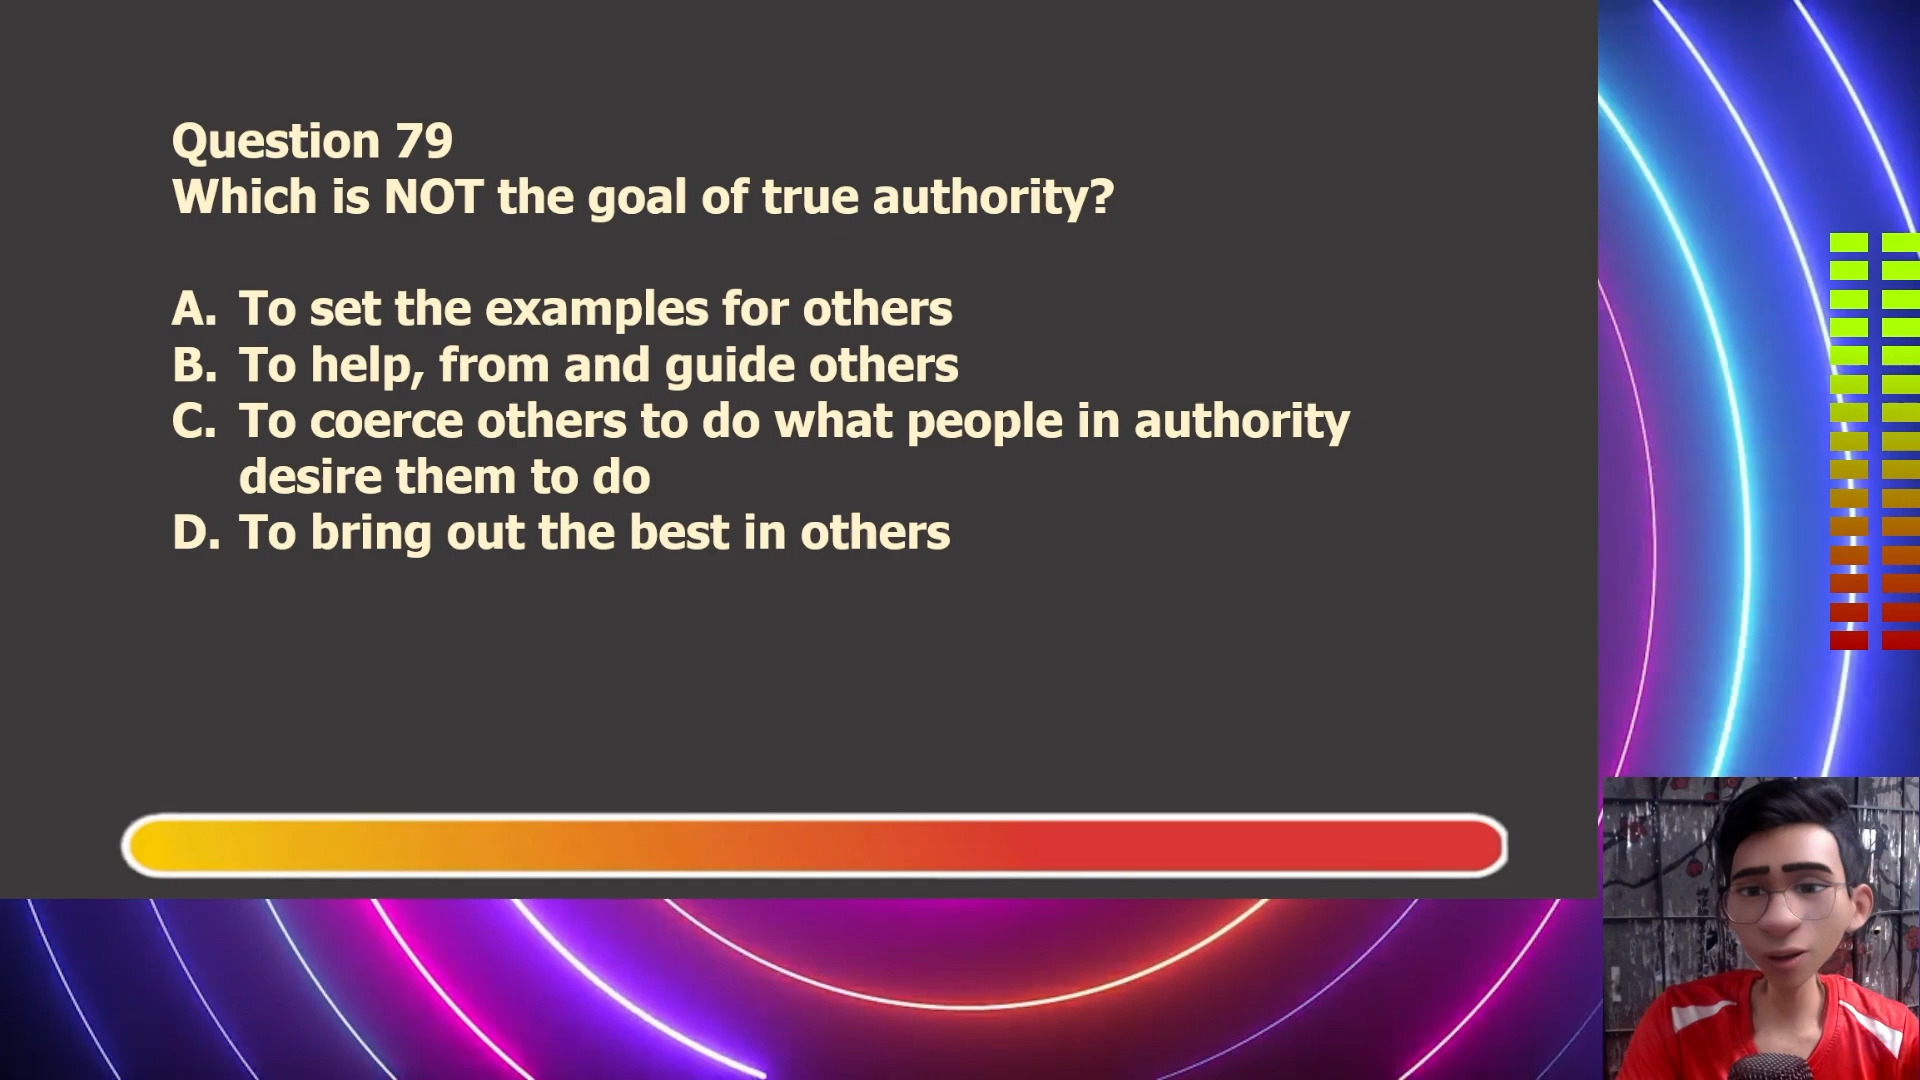 Question 79
Which is NOT the goal of true authority?
A. To set the examples for others
B. To help, from and guide others
C. To coerce others to do what people in authority
desire them to do
D. To bring out the best in others